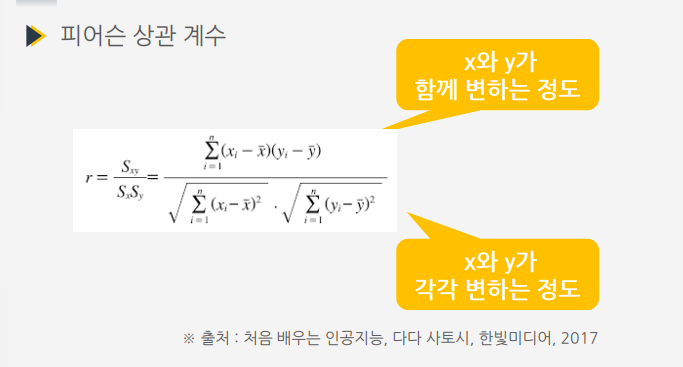 피어슨 상관 계수
x와 y가
함께 변하는 정도
r = \frac{S_{xy}}{S_x S_y} = \frac{\sum_{i=1}^{n}(x_i - \bar{x})(y_i - \bar{y})}{\sqrt{\sum_{i=1}^{n}(x_i - \bar{x})^2} \cdot \sqrt{\sum_{i=1}^{n}(y_i - \bar{y})^2}}
x와 y가
각각 변하는 정도
※ 출처 : 처음 배우는 인공지능, 다다 사토시, 한빛미디어, 2017